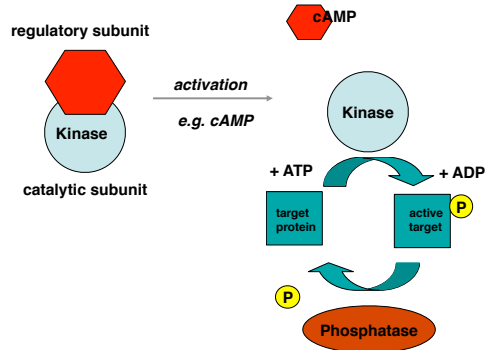 regulatory subunit
cAMP
activation
Kinase
Kinase
e.g. cAMP
+ ATP
+ ADP
catalytic subunit
target
protein
active
target
P
P
Phosphatase